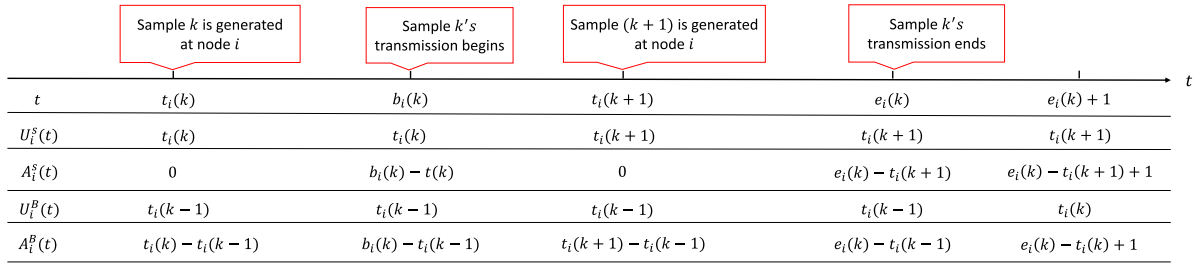 Sample k is generated at node i
Sample k's transmission begins
Sample (k + 1) is generated at node i
Sample k's transmission ends
t
t t_i(k) b_i(k) t_i(k + 1) e_i(k) e_i(k) + 1
U_i^S(t) t_i(k) t_i(k) t_i(k + 1) t_i(k + 1) t_i(k + 1)
A_i^S(t) 0 b_i(k) − t(k) 0 e_i(k) − t_i(k + 1) e_i(k) − t_i(k + 1) + 1
U_i^B(t) t_i(k − 1) t_i(k − 1) t_i(k − 1) t_i(k − 1) t_i(k)
A_i^B(t) t_i(k) − t_i(k − 1) b_i(k) − t_i(k − 1) t_i(k + 1) − t_i(k − 1) e_i(k) − t_i(k − 1) e_i(k) − t_i(k) + 1